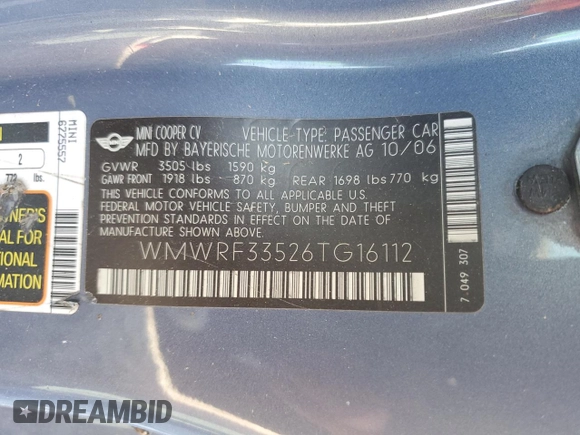 MINI COOPER CV VEHICLE-TYPE: PASSENGER CAR
MFD BY BAYERISCHE MOTORENWERKE AG 10/06
GVWR 3505 lbs 1590 kg
GAWR FRONT 1918 lbs - 870 kg REAR 1698 lbs 770 kg
THIS VEHICLE CONFORMS TO ALL APPLICABLE U.S.
FEDERAL MOTOR VEHICLE SAFETY, BUMPER, AND THEFT
PREVENTION STANDARDS IN EFFECT ON THE DATE OF
MANUFACTURE SHOWN ABOVE.
WMWRF33526TG16112
7 049 307
MINI
6775557
2
lbs.
OWNER'S
AL FOR
TIONAL
MATION
DREAMBID